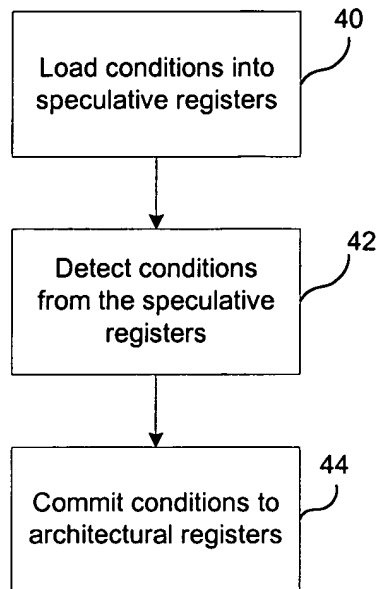 40
Load conditions into
speculative registers
42
Detect conditions
from the speculative
registers
44
Commit conditions to
architectural registers